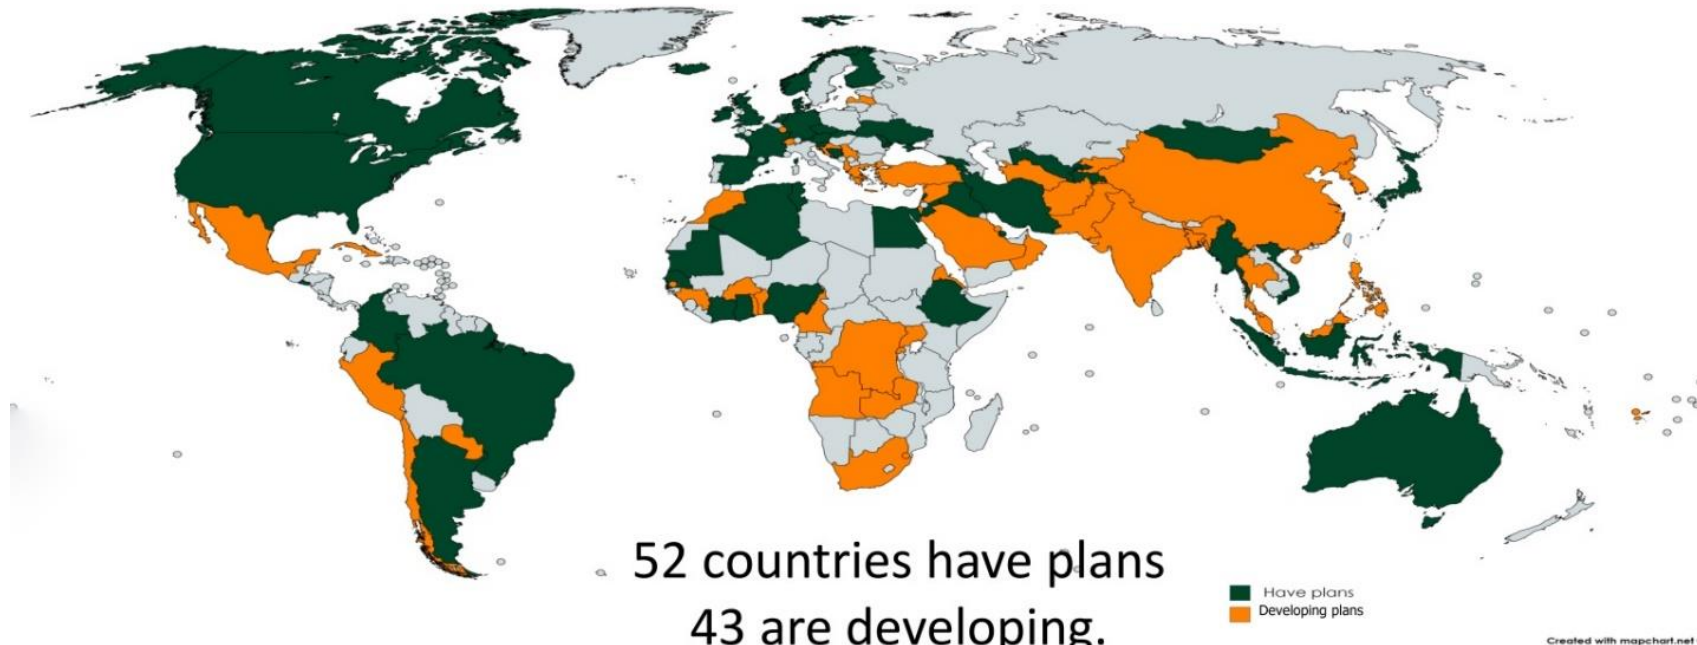 52 countries have plans
43 are developing.
Have plans
Developing plans
Created with mapchart.net